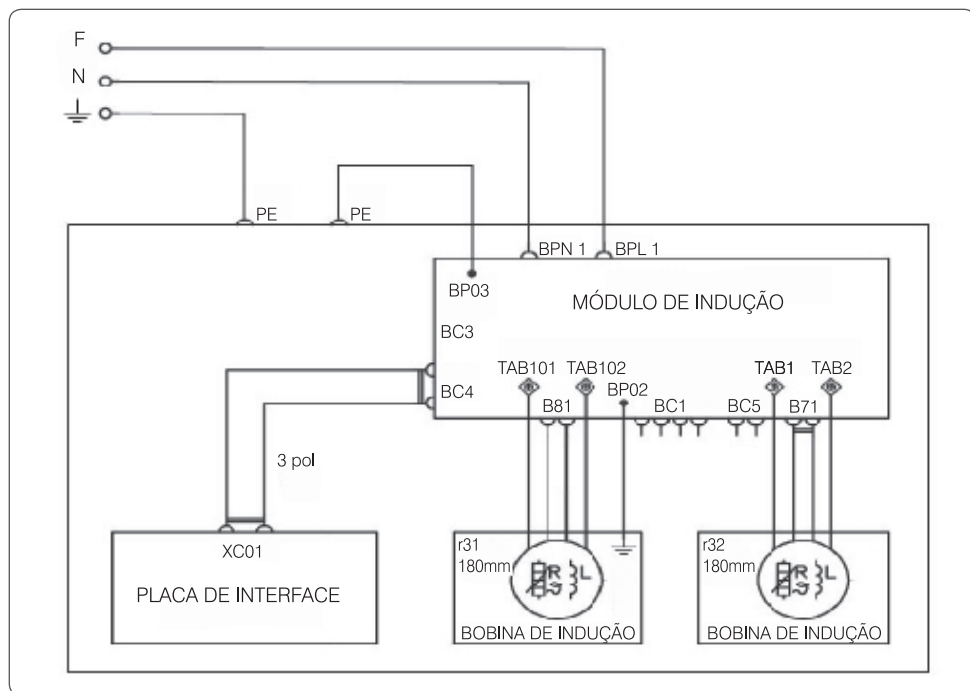 F
N
PE PE
BPN 1 BPL 1
BP03
MÓDULO DE INDUÇÃO
BC3
TAB101 TAB102 TAB1 TAB2
BC4
B81 BP02 BC1 BC5 B71
3 pol
XC01
PLACA DE INTERFACE
r31
180mm
R L
BOBINA DE INDUÇÃO
r32
180mm
R L
BOBINA DE INDUÇÃO